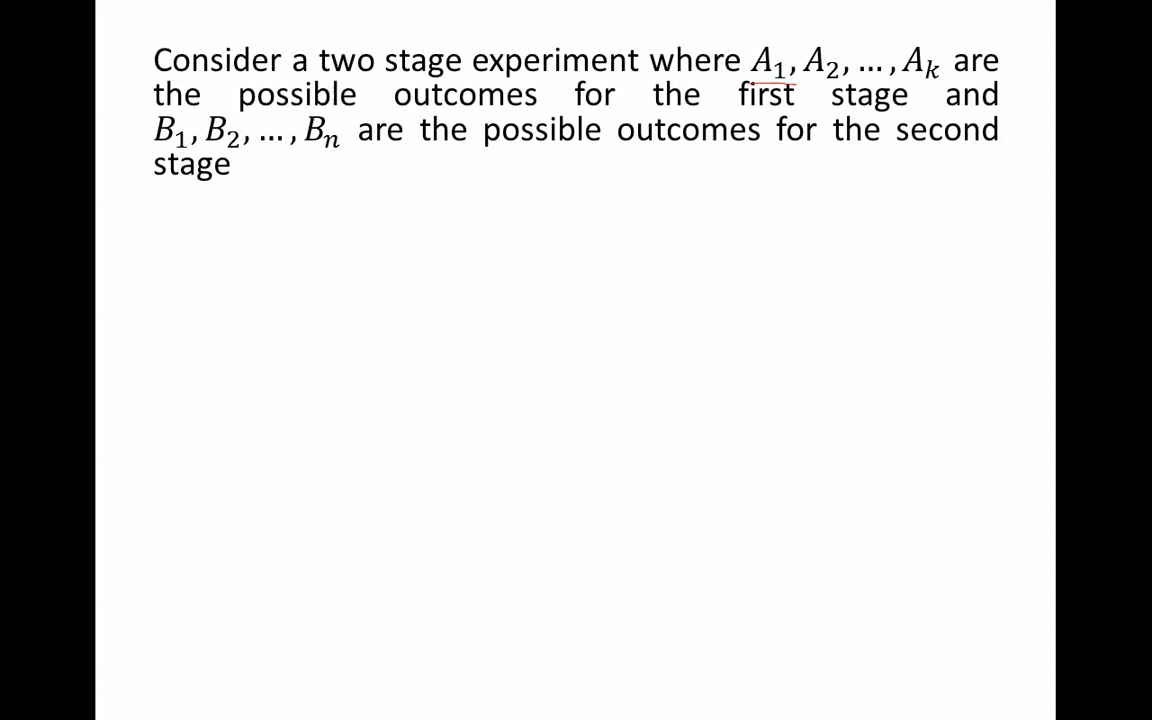 Consider a two stage experiment where A₁, A₂, …, Aₖ are
the possible outcomes for the first stage and
B₁, B₂, …, Bₙ are the possible outcomes for the second
stage